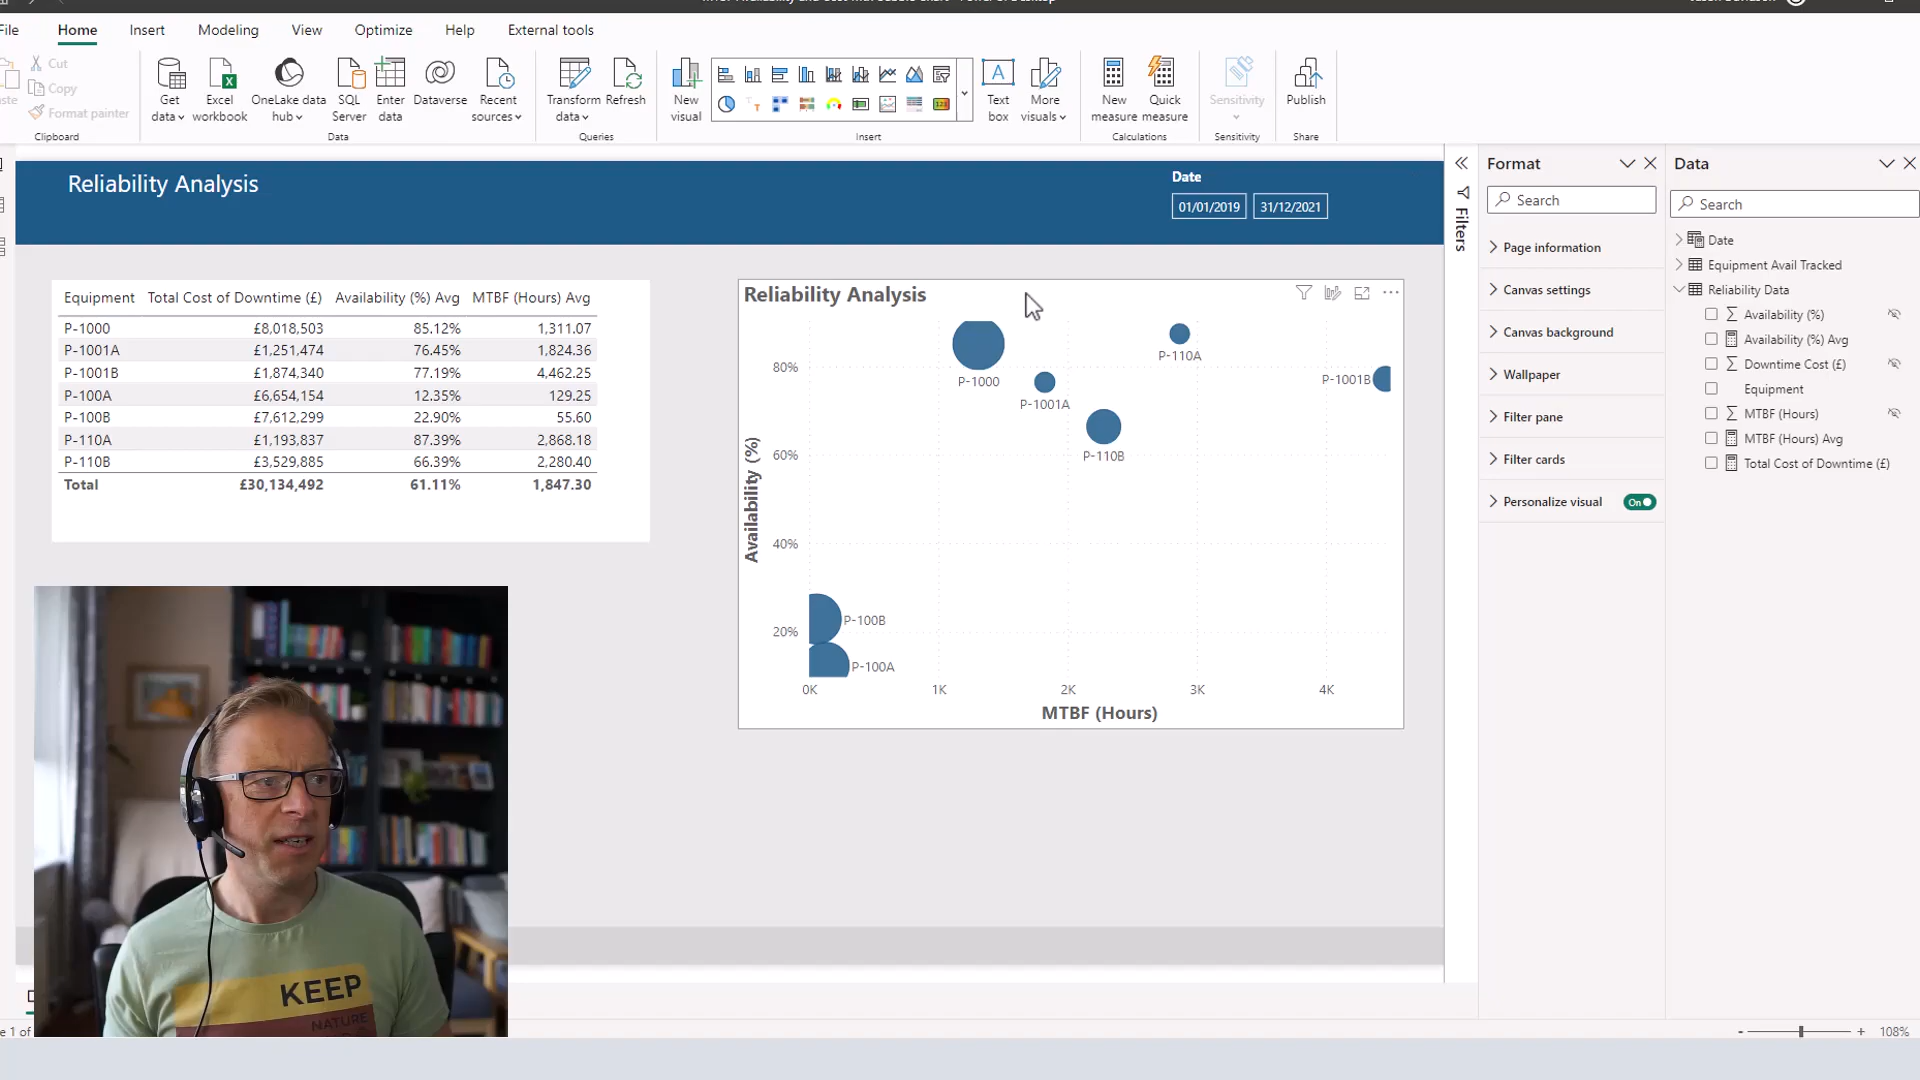 File Home Insert Modeling View Optimize Help External tools
Cut
Copy
Format painter
Clipboard
Get data
Excel workbook
OneLake data hub
SQL Server
Enter data
Dataverse
Recent sources
Data
Transform data
Refresh
Queries
New visual
Text box
More visuals
Insert
New measure
Quick measure
Calculations
Sensitivity
Sensitivity
Publish
Share
Reliability Analysis
Date
01/01/2019 31/12/2021
Equipment Total Cost of Downtime (£) Availability (%) Avg MTBF (Hours) Avg
P-1000 £8,018,503 85.12% 1,311.07
P-1001A £1,251,474 76.45% 1,824.36
P-1001B £1,874,340 77.19% 4,462.25
P-100A £6,654,154 12.35% 129.25
P-100B £7,612,299 22.90% 55.60
P-110A £1,193,837 87.39% 2,868.18
P-110B £3,529,885 66.39% 2,280.40
Total £30,134,492 61.11% 1,847.30
Reliability Analysis
Availability (%)
80%
60%
40%
20%
P-1000
P-1001A
P-110A
P-1001B
P-110B
P-100B
P-100A
0K 1K 2K 3K 4K
MTBF (Hours)
Filters
Format
Search
Page information
Canvas settings
Canvas background
Wallpaper
Filter pane
Filter cards
Personalize visual On
Data
Search
Date
Equipment Avail Tracked
Reliability Data
Availability (%)
Availability (%) Avg
Downtime Cost (£)
Equipment
MTBF (Hours)
MTBF (Hours) Avg
Total Cost of Downtime (£)
KEEP
NATURE
1 of
- + 108%